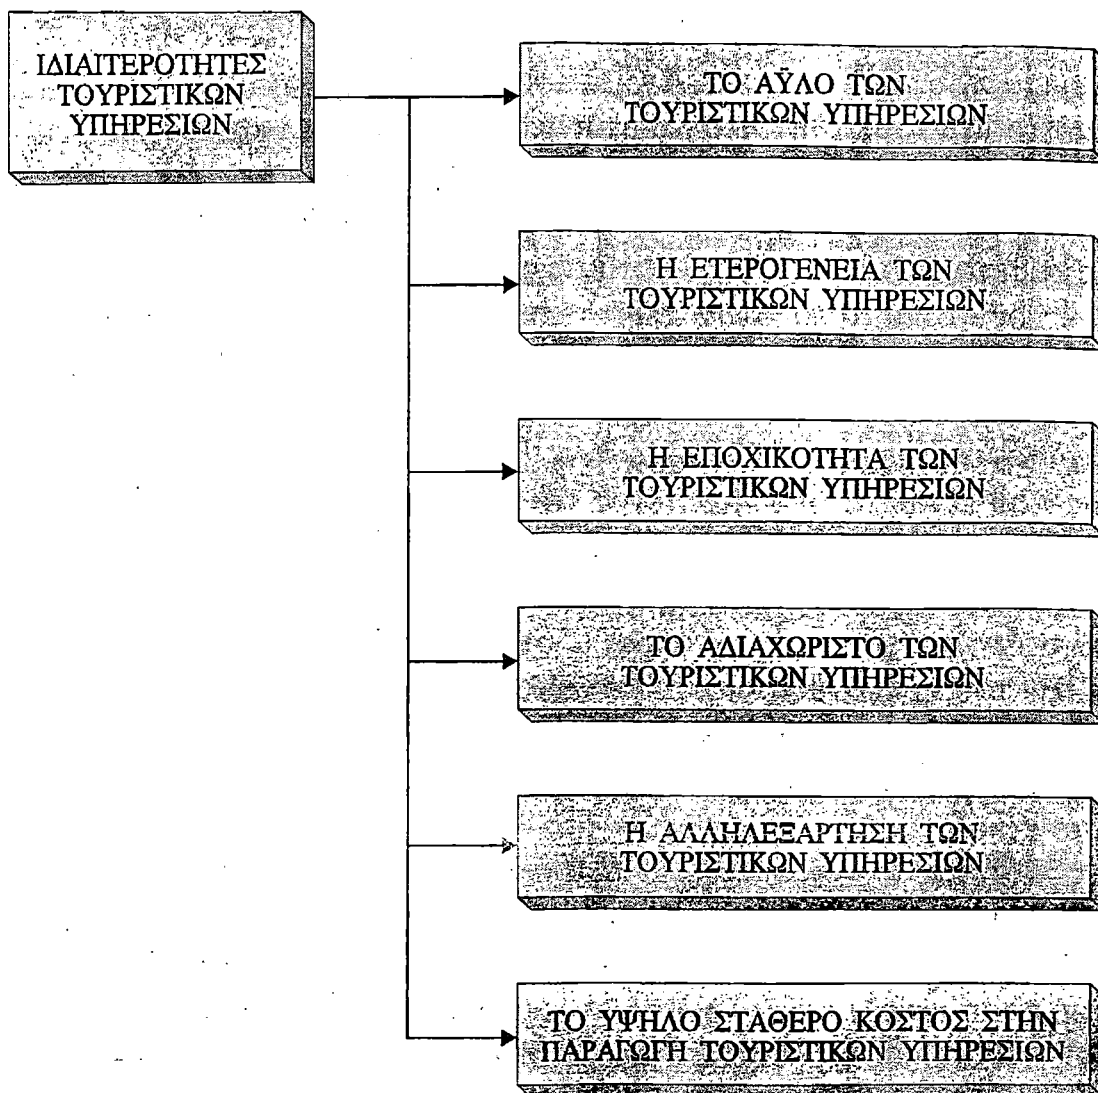 ΙΔΙΑΙΤΕΡΟΤΗΤΕΣ
ΤΟΥΡΙΣΤΙΚΩΝ
ΥΠΗΡΕΣΙΩΝ
ΤΟ ΑΫΛΟ ΤΩΝ
ΤΟΥΡΙΣΤΙΚΩΝ ΥΠΗΡΕΣΙΩΝ
Η ΕΤΕΡΟΓΕΝΕΙΑ ΤΩΝ
ΤΟΥΡΙΣΤΙΚΩΝ ΥΠΗΡΕΣΙΩΝ
Η ΕΠΟΧΙΚΟΤΗΤΑ ΤΩΝ
ΤΟΥΡΙΣΤΙΚΩΝ ΥΠΗΡΕΣΙΩΝ
ΤΟ ΑΔΙΑΧΩΡΙΣΤΟ ΤΩΝ
ΤΟΥΡΙΣΤΙΚΩΝ ΥΠΗΡΕΣΙΩΝ
Η ΑΛΛΗΛΕΞΑΡΤΗΣΗ ΤΩΝ
ΤΟΥΡΙΣΤΙΚΩΝ ΥΠΗΡΕΣΙΩΝ
ΤΟ ΥΨΗΛΟ ΣΤΑΘΕΡΟ ΚΟΣΤΟΣ ΣΤΗΝ
ΠΑΡΑΓΩΓΗ ΤΟΥΡΙΣΤΙΚΩΝ ΥΠΗΡΕΣΙΩΝ